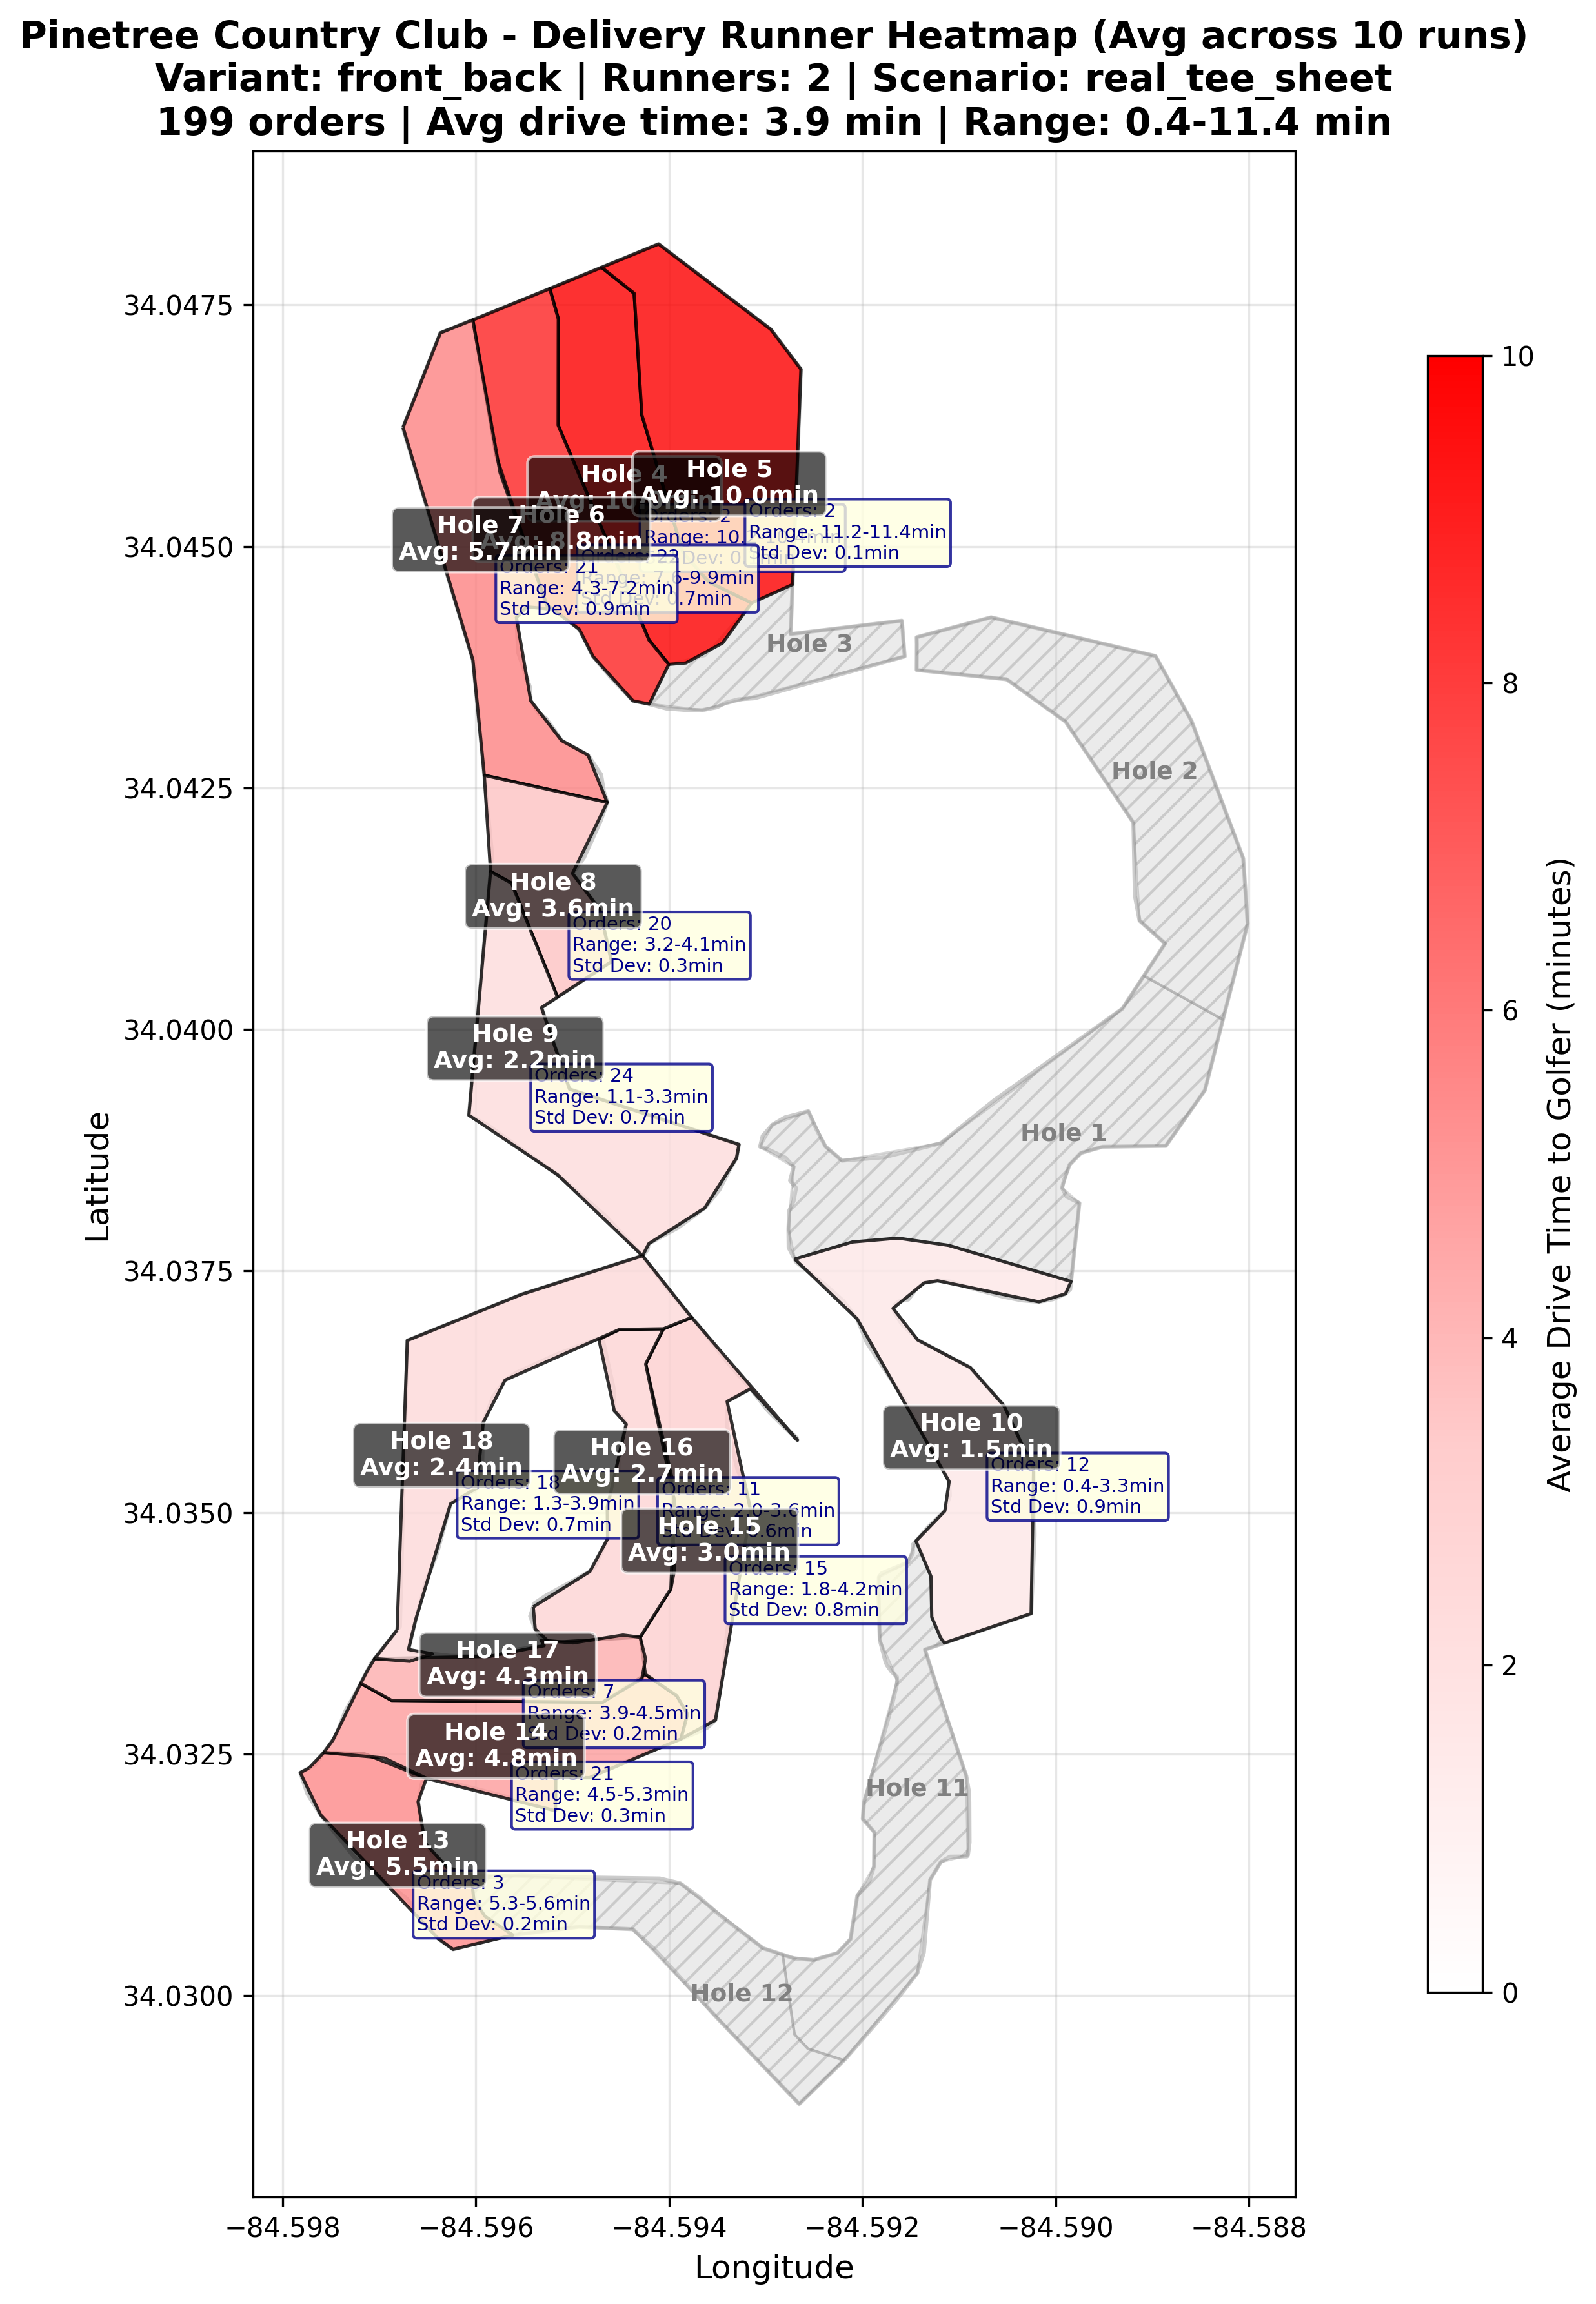 Pinetree Country Club - Delivery Runner Heatmap (Avg across 10 runs)
Variant: front_back | Runners: 2 | Scenario: real_tee_sheet
199 orders | Avg drive time: 3.9 min | Range: 0.4-11.4 min
34.0475
34.0450
34.0425
34.0400
34.0375
34.0350
34.0325
34.0300
Latitude
−84.598
−84.596
−84.594
−84.592
−84.590
−84.588
Longitude
10
8
6
4
2
0
Average Drive Time to Golfer (minutes)
Hole 4
Avg:
Hole 5
Avg: 10.0min
Orders: 2
Range: 11.2-11.4min
Std Dev: 0.1min
Hole 6
8.8min
7.6-9.9min
0.7min
Hole 7
Avg: 5.7min
Orders: 21
Range: 4.3-7.2min
Std Dev: 0.9min
Hole 3
Hole 2
Hole 8
Avg: 3.6min
Orders: 20
Range: 3.2-4.1min
Std Dev: 0.3min
Hole 9
Avg: 2.2min
Orders: 24
Range: 1.1-3.3min
Std Dev: 0.7min
Hole 1
Hole 10
Avg: 1.5min
Orders: 12
Range: 0.4-3.3min
Std Dev: 0.9min
Hole 18
Avg: 2.4min
Orders: 18
Range: 1.3-3.9min
Std Dev: 0.7min
Hole 16
Avg: 2.7min
Orders: 11
Range: 2.0-3.6min
Std Dev: 0.6min
Hole 15
Avg: 3.0min
Orders: 15
Range: 1.8-4.2min
Std Dev: 0.8min
Hole 17
Avg: 4.3min
Orders: 7
Range: 3.9-4.5min
Std Dev: 0.2min
Hole 14
Avg: 4.8min
Orders: 21
Range: 4.5-5.3min
Std Dev: 0.3min
Hole 11
Hole 13
Avg: 5.5min
Orders: 3
Range: 5.3-5.6min
Std Dev: 0.2min
Hole 12